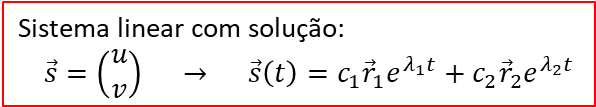 Sistema linear com solução:
s⃗ = (u v) → s⃗(t) = c₁r⃗₁e^{λ₁t} + c₂r⃗₂e^{λ₂t}